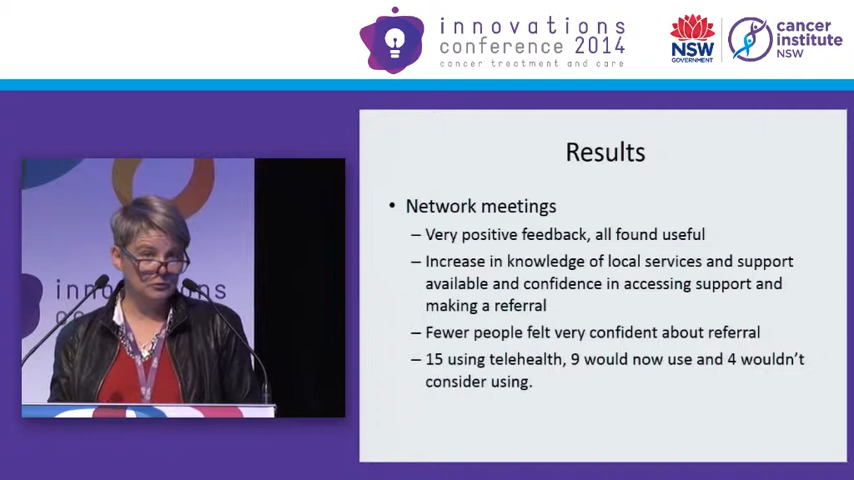 innovations
conference 2014
cancer treatment and care
NSW
GOVERNMENT
cancer
institute
NSW
Results
• Network meetings
– Very positive feedback, all found useful
– Increase in knowledge of local services and support
available and confidence in accessing support and
making a referral
– Fewer people felt very confident about referral
– 15 using telehealth, 9 would now use and 4 wouldn't
consider using.